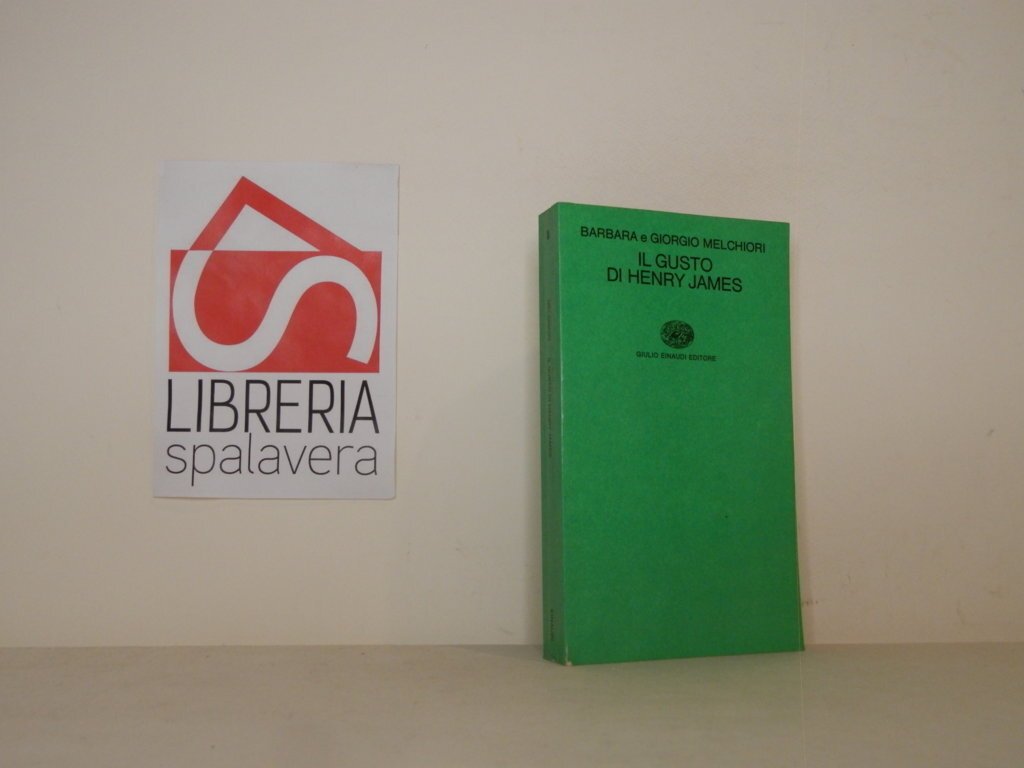 LIBRERIA
spalavera
BARBARA e GIORGIO MELCHIORI
IL GUSTO
DI HENRY JAMES
GIULIO EINAUDI EDITORE